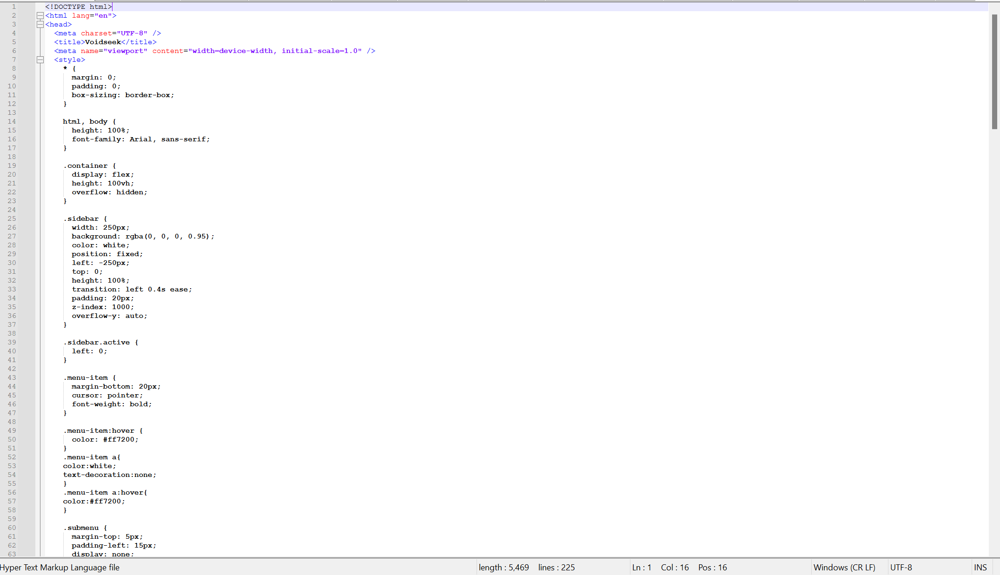 1 <!DOCTYPE html>
2 <html lang="en">
3 <head>
4 <meta charset="UTF-8" />
5 <title>Voidseek</title>
6 <meta name="viewport" content="width=device-width, initial-scale=1.0" />
7 <style>
8 * {
9 margin: 0;
10 padding: 0;
11 box-sizing: border-box;
12 }
13
14 html, body {
15 height: 100%;
16 font-family: Arial, sans-serif;
17 }
18
19 .container {
20 display: flex;
21 height: 100vh;
22 overflow: hidden;
23 }
24
25 .sidebar {
26 width: 250px;
27 background: rgba(0, 0, 0, 0.95);
28 color: white;
29 position: fixed;
30 left: -250px;
31 top: 0;
32 height: 100%;
33 transition: left 0.4s ease;
34 padding: 20px;
35 z-index: 1000;
36 overflow-y: auto;
37 }
38
39 .sidebar.active {
40 left: 0;
41 }
42
43 .menu-item {
44 margin-bottom: 20px;
45 cursor: pointer;
46 font-weight: bold;
47 }
48
49 .menu-item:hover {
50 color: #ff7200;
51 }
52 .menu-item a{
53 color:white;
54 text-decoration:none;
55 }
56 .menu-item a:hover{
57 color:#ff7200;
58 }
59
60 .submenu {
61 margin-top: 5px;
62 padding-left: 15px;
63 display: none;
Hyper Text Markup Language file length : 5,469 lines : 225 Ln : 1 Col : 16 Pos : 16 Windows (CR LF) UTF-8 INS